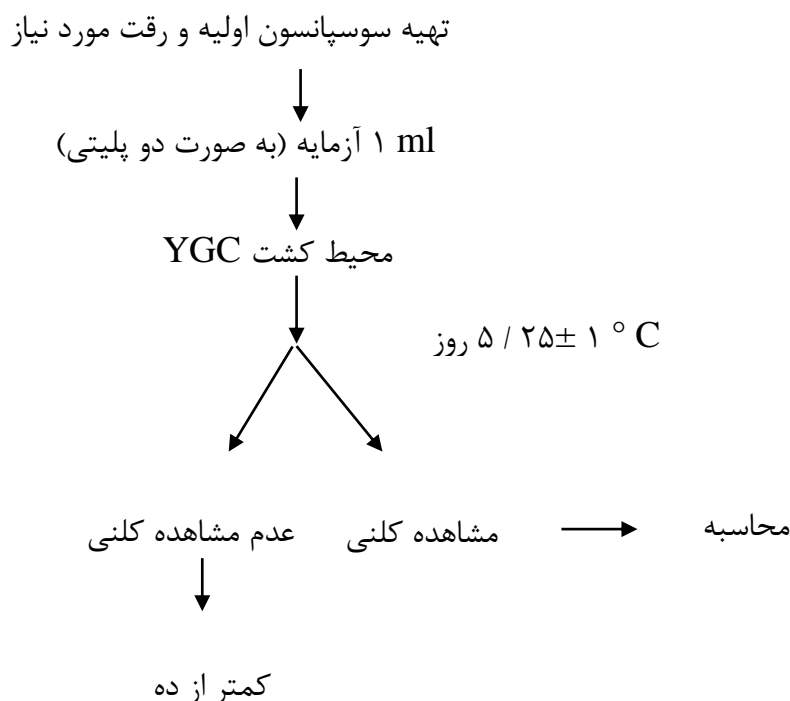 تهیه سوسپانسون اولیه و رقت مورد نیاز
۱ ml آزمایه (به صورت دو پلیتی)
محیط کشت YGC
۲۵± ۱ ° C / ۵ روز
عدم مشاهده کلنی
مشاهده کلنی
محاسبه
کمتر از ده